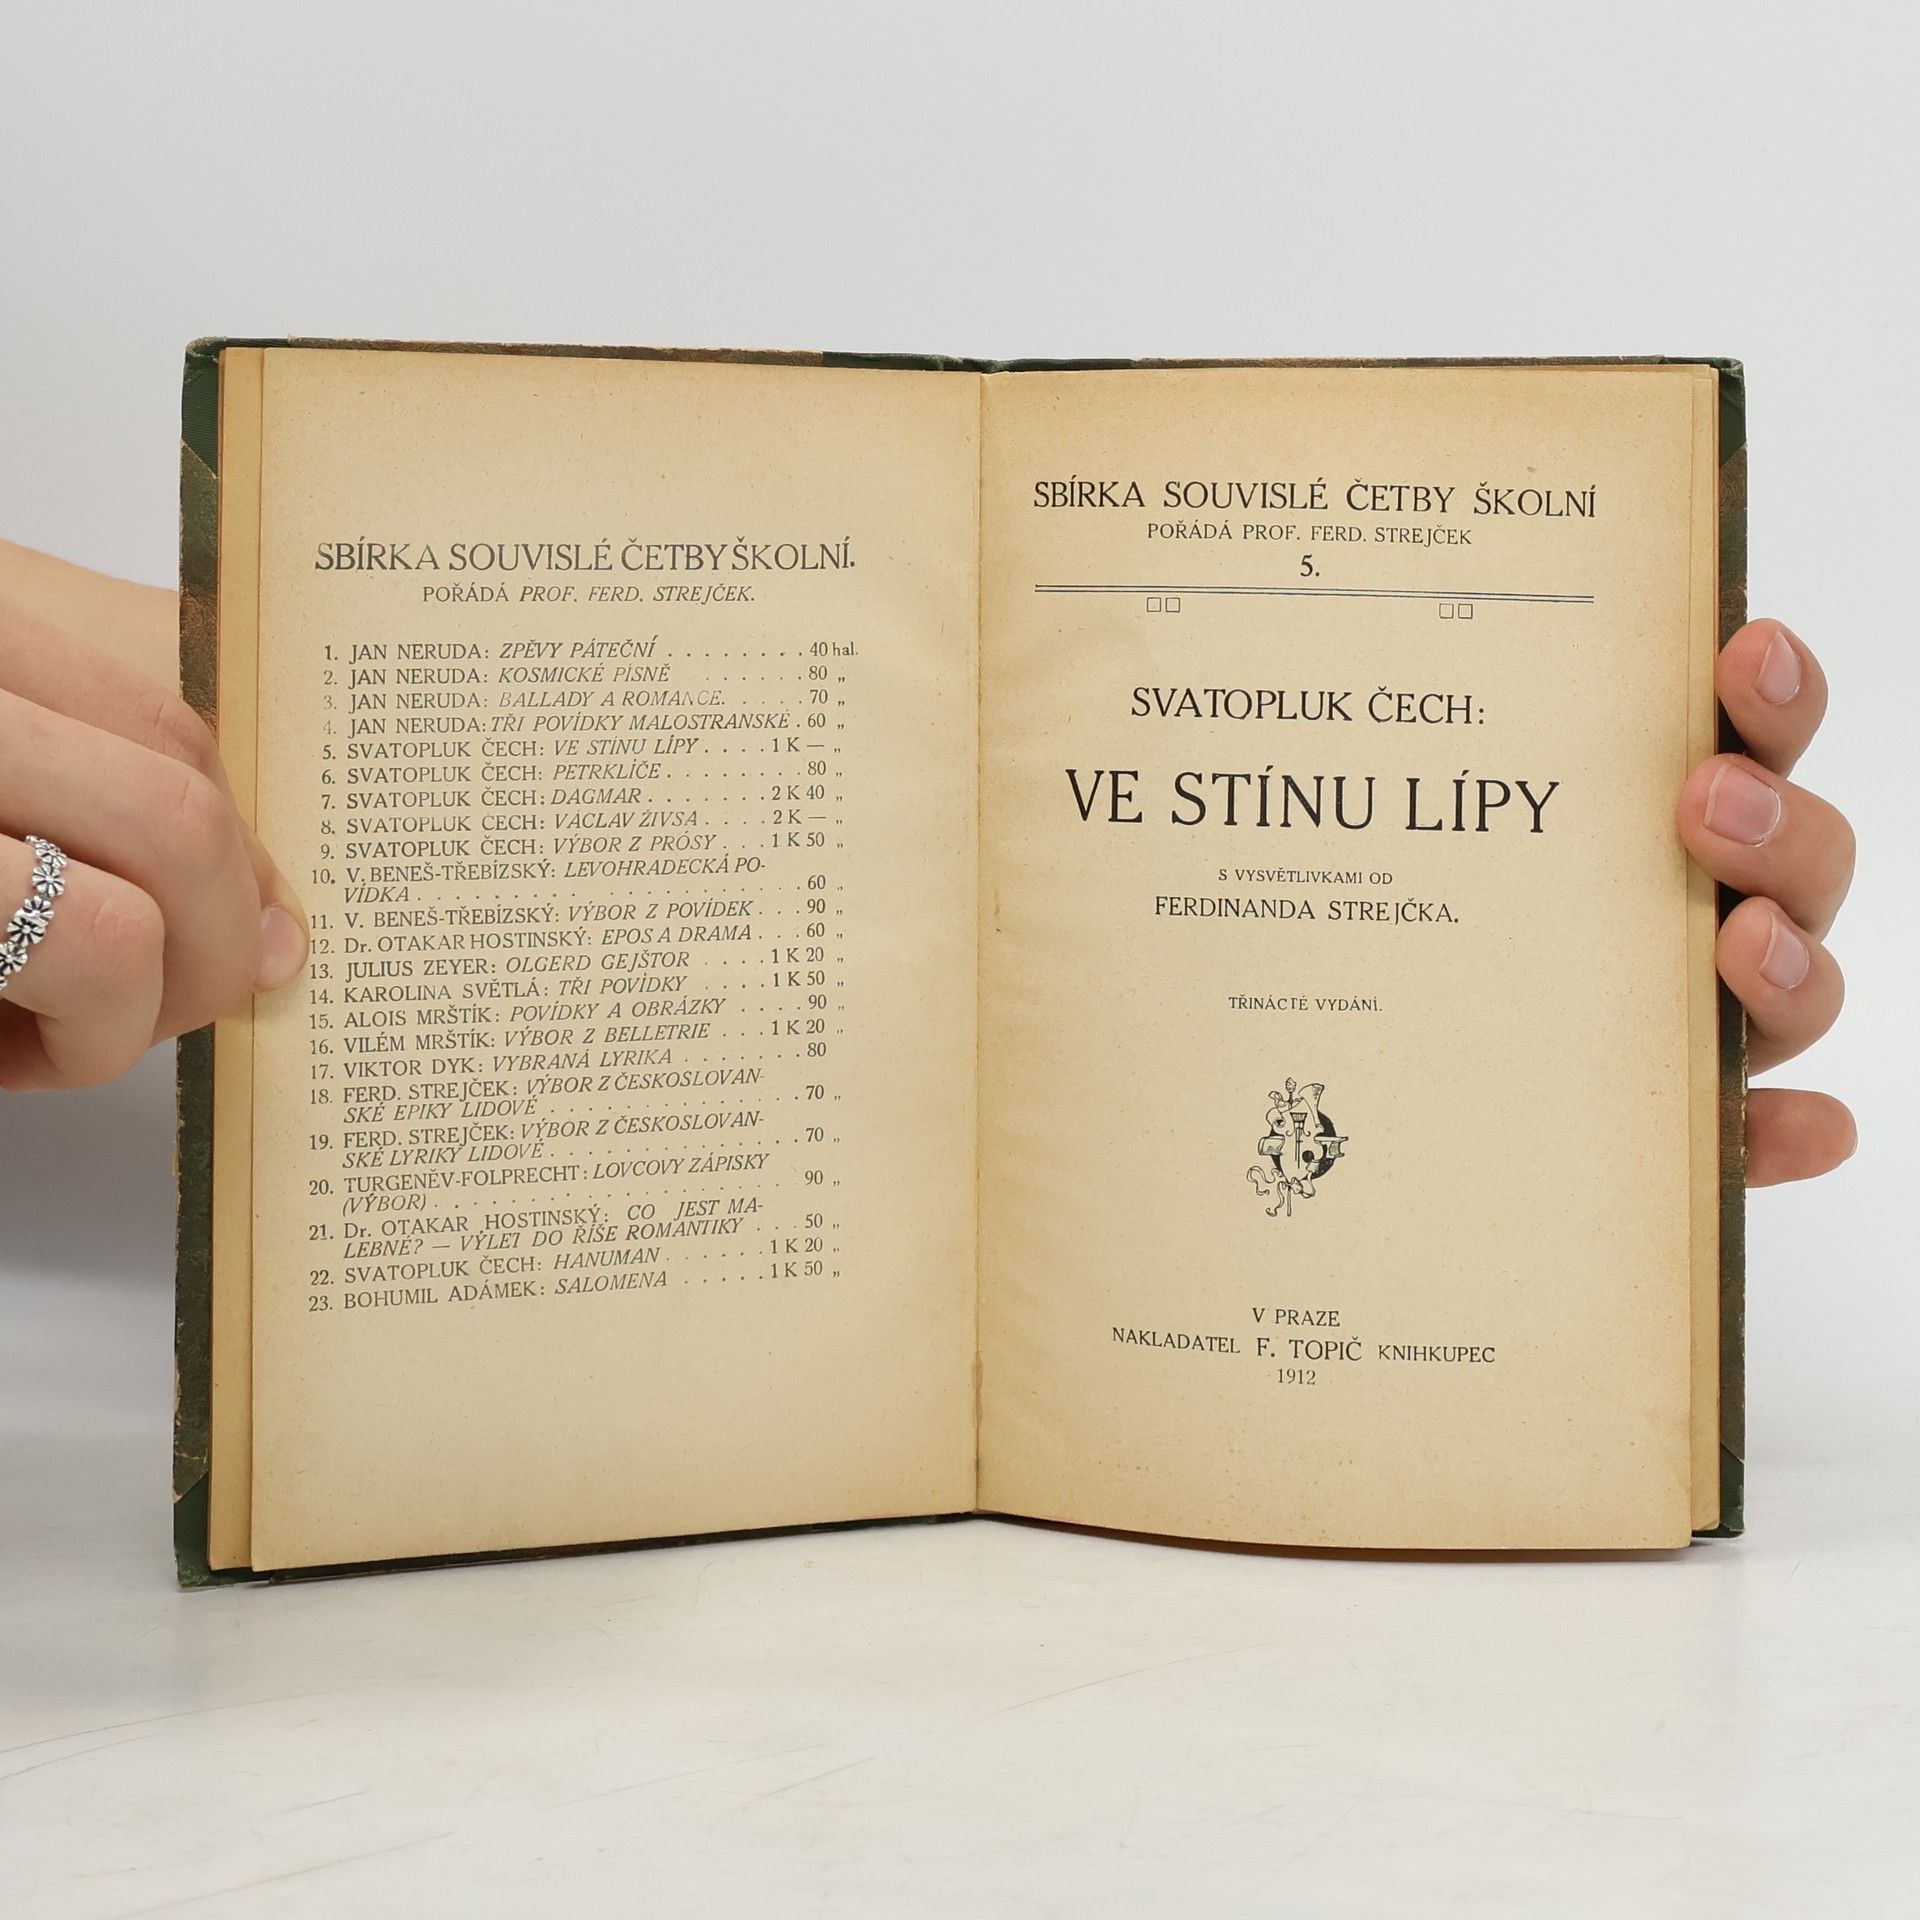 SBÍRKA SOUVISLÉ ČETBY ŠKOLNÍ.
POŘÁDÁ PROF. FERD. STREJČEK.
1. JAN NERUDA: ZPĚVY PÁTEČNÍ . . . . . . . . 40 hal.
2. JAN NERUDA: KOSMICKÉ PÍSNĚ . . . . . . 80 „
3. JAN NERUDA: BALLADY A ROMANCE. . . . . 70 „
4. JAN NERUDA: TŘI POVÍDKY MALOSTRANSKÉ . 60 „
5. SVATOPLUK ČECH: VE STÍNU LÍPY . . . . 1 K — „
6. SVATOPLUK ČECH: PETRKLÍČE . . . . . . . . 80 „
7. SVATOPLUK ČECH: DAGMAR . . . . . . . 2 K 40 „
8. SVATOPLUK ČECH: VÁCLAV ŽIVSA . . . . 2 K — „
9. SVATOPLUK ČECH: VÝBOR Z PRÓSY . . . 1 K 50 „
10. V. BENEŠ-TŘEBÍZSKÝ: LEVOHRADECKÁ PO-
VÍDKA . . . . . . . . . . . . . . . . 60 „
11. V. BENEŠ-TŘEBÍZSKÝ: VÝBOR Z POVÍDEK . . . 90 „
12. Dr. OTAKAR HOSTINSKÝ: EPOS A DRAMA . . . 60 „
13. JULIUS ZEYER: OLGERD GEJŠTOR . . . . 1 K 20 „
14. KAROLINA SVĚTLÁ: TŘI POVÍDKY . . . . 1 K 50 „
15. ALOIS MRŠTÍK: POVÍDKY A OBRÁZKY . . . . 90 „
16. VILÉM MRŠTÍK: VÝBOR Z BELLETRIE . . . 1 K 20 „
17. VIKTOR DYK: VYBRANÁ LYRIKA . . . . . . . 80
18. FERD. STREJČEK: VÝBOR Z ČESKOSLOVAN-
SKÉ EPIKY LIDOVÉ . . . . . . . . . . . . . 70 „
19. FERD. STREJČEK: VÝBOR Z ČESKOSLOVAN-
SKÉ LYRIKY LIDOVÉ . . . . . . . . . . . . . 70 „
20. TURGENĚV-FOLPRECHT: LOVCOVY ZÁPISKY
(VÝBOR) . . . . . . . . . . . . . . . . . . 90 „
21. Dr. OTAKAR HOSTINSKÝ: CO JEST MA-
LEBNÉ? — VÝLET DO ŘÍŠE ROMANTIKY . . . 50 „
22. SVATOPLUK ČECH: HANUMAN . . . . . . 1 K 20 „
23. BOHUMIL ADÁMEK: SALOMENA . . . . . 1 K 50 „
SBÍRKA SOUVISLÉ ČETBY ŠKOLNÍ
POŘÁDÁ PROF. FERD. STREJČEK
5.
SVATOPLUK ČECH:
VE STÍNU LÍPY
S VYSVĚTLIVKAMI OD
FERDINANDA STREJČKA.
TŘINÁCTÉ VYDÁNÍ.
V PRAZE
NAKLADATEL F. TOPIČ KNIHKUPEC
1912